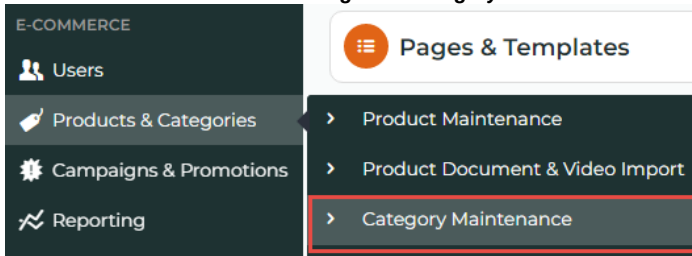 E-COMMERCE
Pages & Templates
Users
Products & Categories
Product Maintenance
Campaigns & Promotions
Product Document & Video Import
Reporting
Category Maintenance